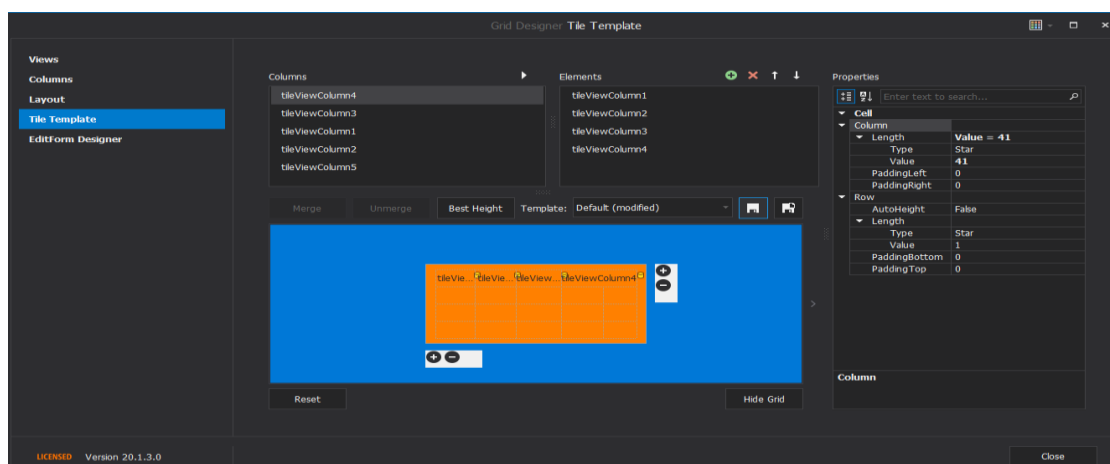 Grid Designer Tile Template
Views
Columns
Layout
Tile Template
EditForm Designer
Columns
tileViewColumn4
tileViewColumn3
tileViewColumn1
tileViewColumn2
tileViewColumn5
Elements
tileViewColumn1
tileViewColumn2
tileViewColumn3
tileViewColumn4
Merge
Unmerge
Best Height
Template:
Default (modified)
tileVie... tileVie... tileView... tileViewColumn4
Reset
Hide Grid
Properties
Enter text to search...
Cell
Column
Length Value = 41
Type Star
Value 41
PaddingLeft 0
PaddingRight 0
Row
AutoHeight False
Length
Type Star
Value 1
PaddingBottom 0
PaddingTop 0
Column
LICENSED Version 20.1.3.0
Close